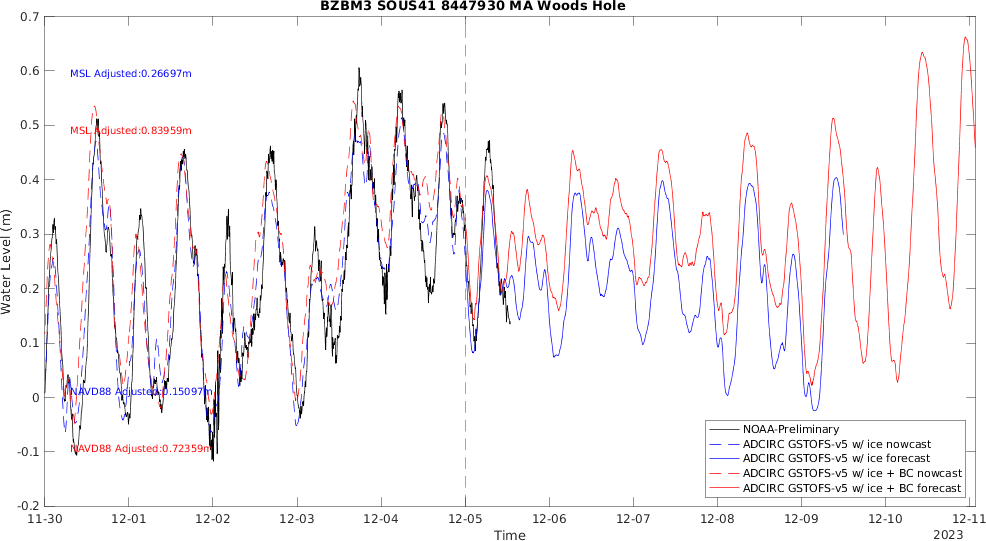 BZBM3 SOUS41 8447930 MA Woods Hole
0.7
0.6
0.5
0.4
0.3
0.2
0.1
0
-0.1
-0.2
Water Level (m)
MSL Adjusted:0.26697m
MSL Adjusted:0.83959m
NAVD88 Adjusted:0.15097m
NAVD88 Adjusted:0.72359m
NOAA-Preliminary
ADCIRC GSTOFS-v5 w/ ice nowcast
ADCIRC GSTOFS-v5 w/ ice forecast
ADCIRC GSTOFS-v5 w/ ice + BC nowcast
ADCIRC GSTOFS-v5 w/ ice + BC forecast
11-30 12-01 12-02 12-03 12-04 12-05 12-06 12-07 12-08 12-09 12-10 12-11
Time
2023